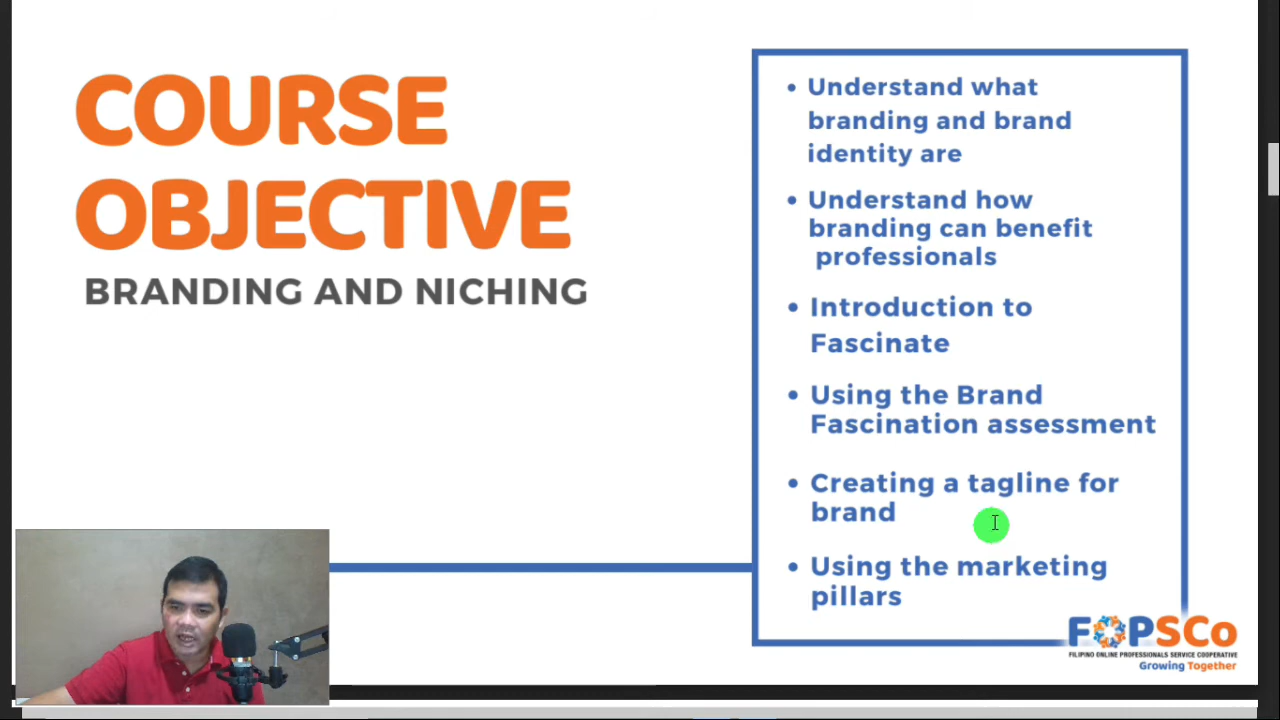 COURSE
OBJECTIVE
BRANDING AND NICHING
• Understand what
branding and brand
identity are
• Understand how
branding can benefit
professionals
• Introduction to
Fascinate
• Using the Brand
Fascination assessment
• Creating a tagline for
brand
• Using the marketing
pillars
FOPSCo
FILIPINO ONLINE PROFESSIONALS SERVICE COOPERATIVE
Growing Together